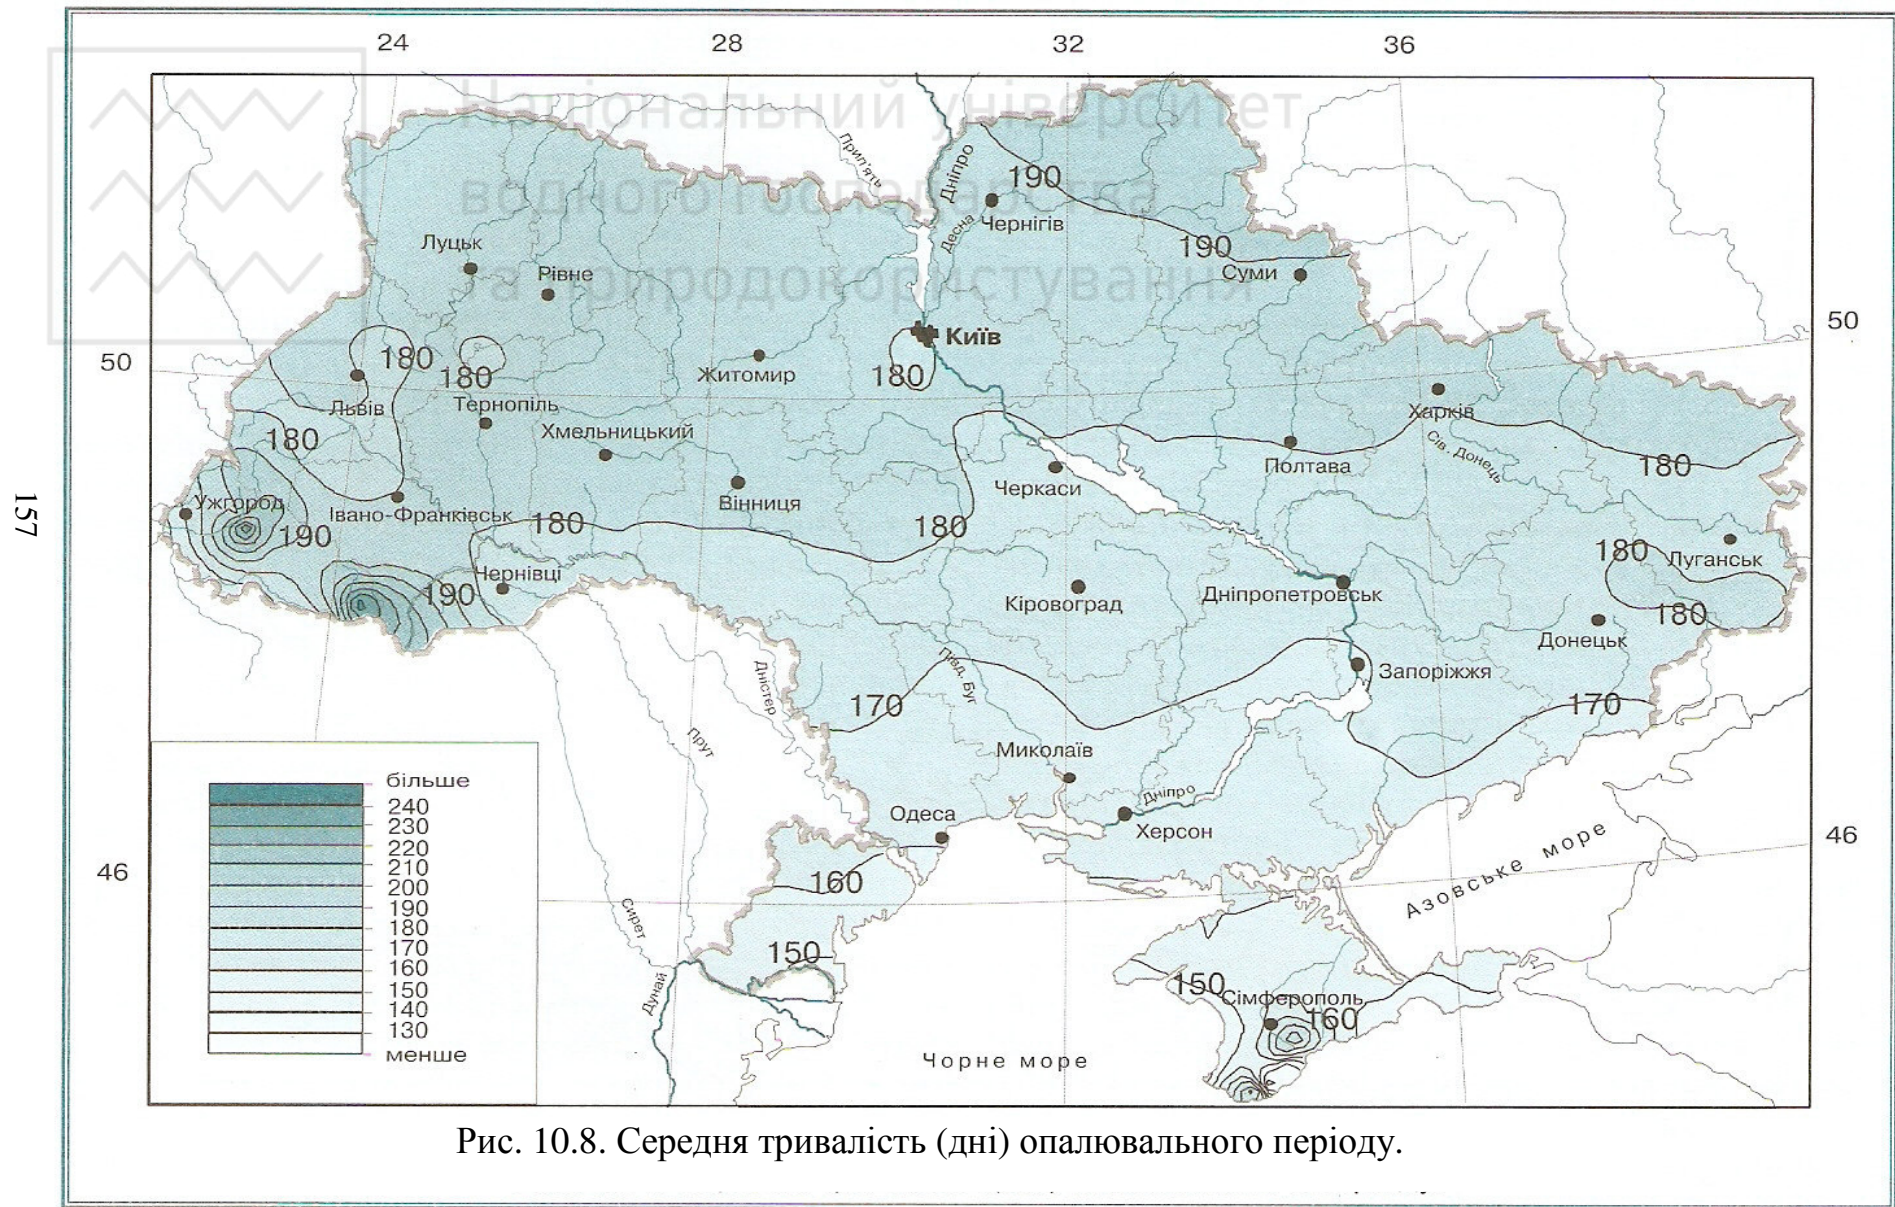 24 28 32 36
Національний університет
водного господарства
та природокористування
Прип'ять
Дніпро
Десна
190
Чернігів
190
Суми
Луцьк
Рівне
Київ
50
50
180
180
180
Житомир
Львів
Тернопіль
Харків
180
Хмельницький
Сів. Донець
180
Полтава
Черкаси
Вінниця
Ужгород
Івано-Франківськ
180
180
190
180
Луганськ
Чернівці
190
Кіровоград
Дніпропетровськ
180
Донецьк
Запоріжжя
Півд. Буг
Дністер
170
170
Прут
Миколаїв
Дніпро
Одеса
Херсон
46
46
Азовське море
160
Сирет
150
Дунай
150
Сімферополь
160
Чорне море
більше
240
230
220
210
200
190
180
170
160
150
140
130
менше
157
Рис. 10.8. Середня тривалість (дні) опалювального періоду.